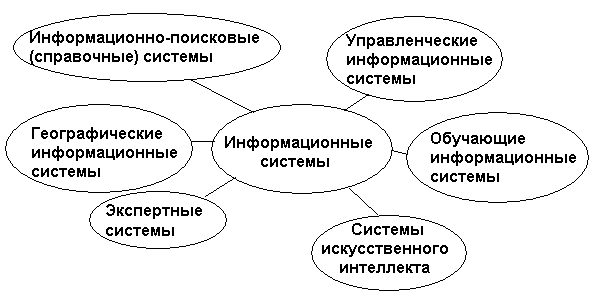 Информационно-поисковые
(справочные) системы
Управленческие
информационные
системы
Географические
информационные
системы
Информационные
системы
Обучающие
информационные
системы
Экспертные
системы
Системы
искусственного
интеллекта